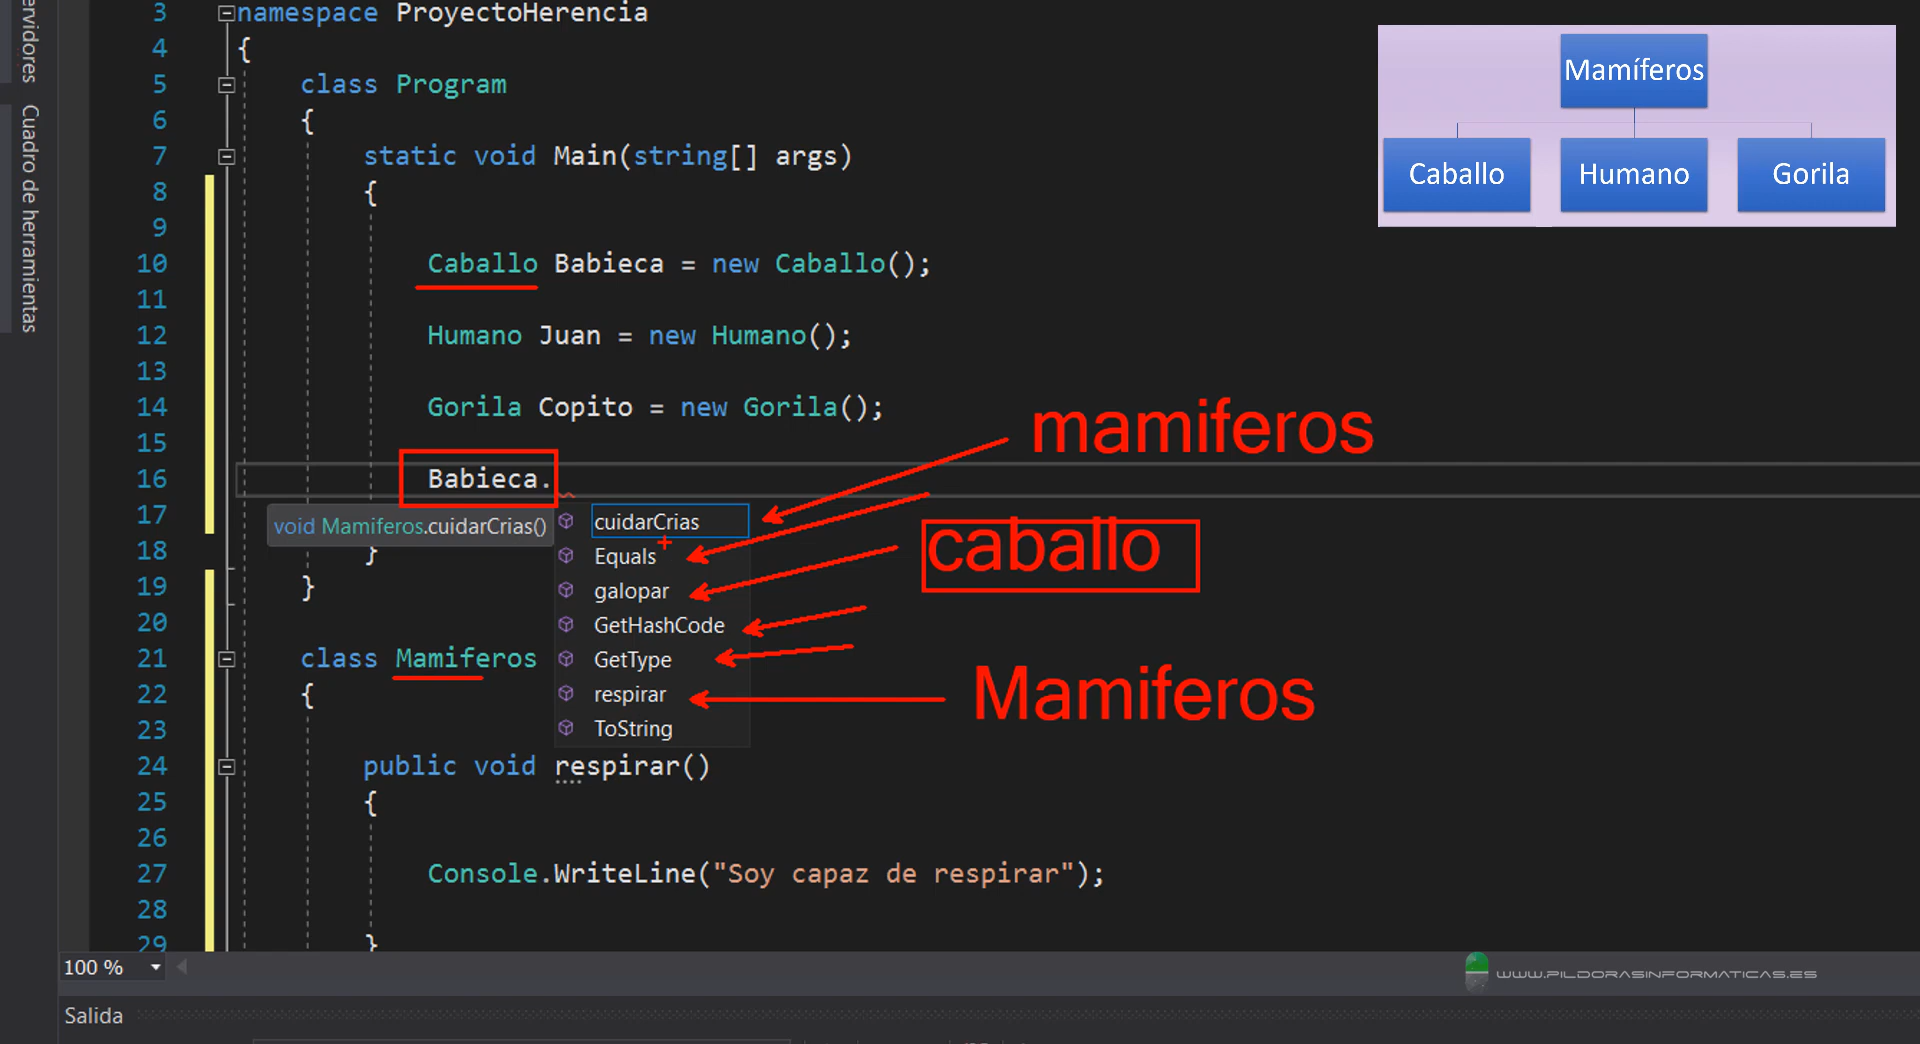 ervidores
Cuadro de herramientas
3 namespace ProyectoHerencia
4 {
5 class Program
6 {
7 static void Main(string[] args)
8 {
9
10 Caballo Babieca = new Caballo();
11
12 Humano Juan = new Humano();
13
14 Gorila Copito = new Gorila();
15
16 Babieca.
17
18 }
19 }
20
21 class Mamiferos
22 {
23
24 public void respirar()
25 {
26
27 Console.WriteLine("Soy capaz de respirar");
28
29 }
void Mamiferos.cuidarCrias()
cuidarCrias
Equals
galopar
GetHashCode
GetType
respirar
ToString
mamiferos
caballo
Mamiferos
Mamíferos
Caballo
Humano
Gorila
100 %
WWW.PILDORASINFORMATICAS.ES
Salida